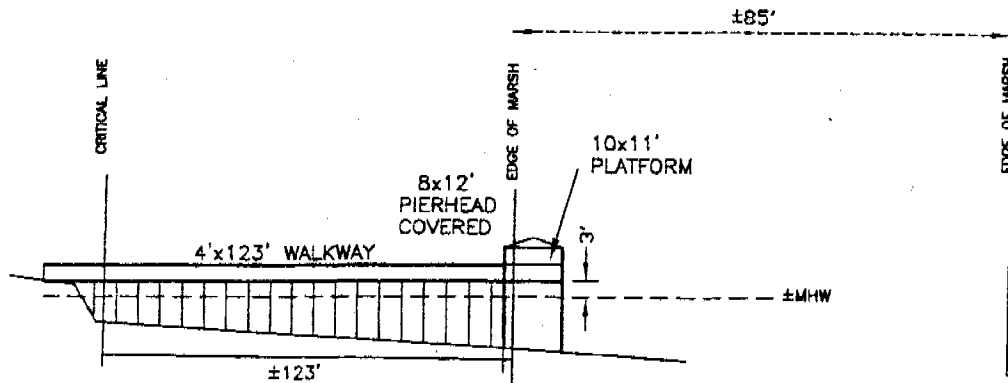 ±85'
CRITICAL LINE
EDGE OF MARSH
EDGE OF MARSH
10x11'
PLATFORM
8x12'
PIERHEAD
COVERED
3'
4'x123' WALKWAY
±MHW
±123'